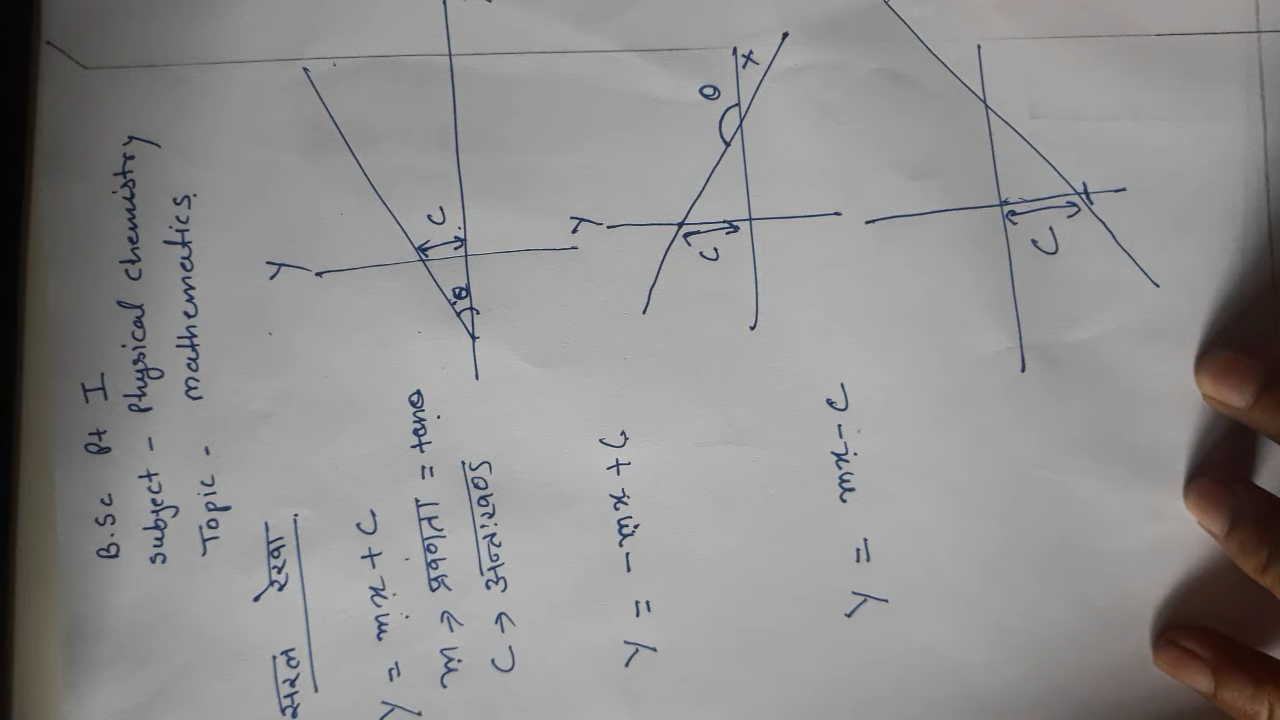 B.Sc Pt I
Subject - Physical chemistry
Topic - mathematics.
सरल रेखा
Y = mx + C
m → प्रवणता = tanθ
C → अन्तःखण्ड
Y
C
θ
Y = - mx + C
Y
X
θ
C
Y = mx - C
C